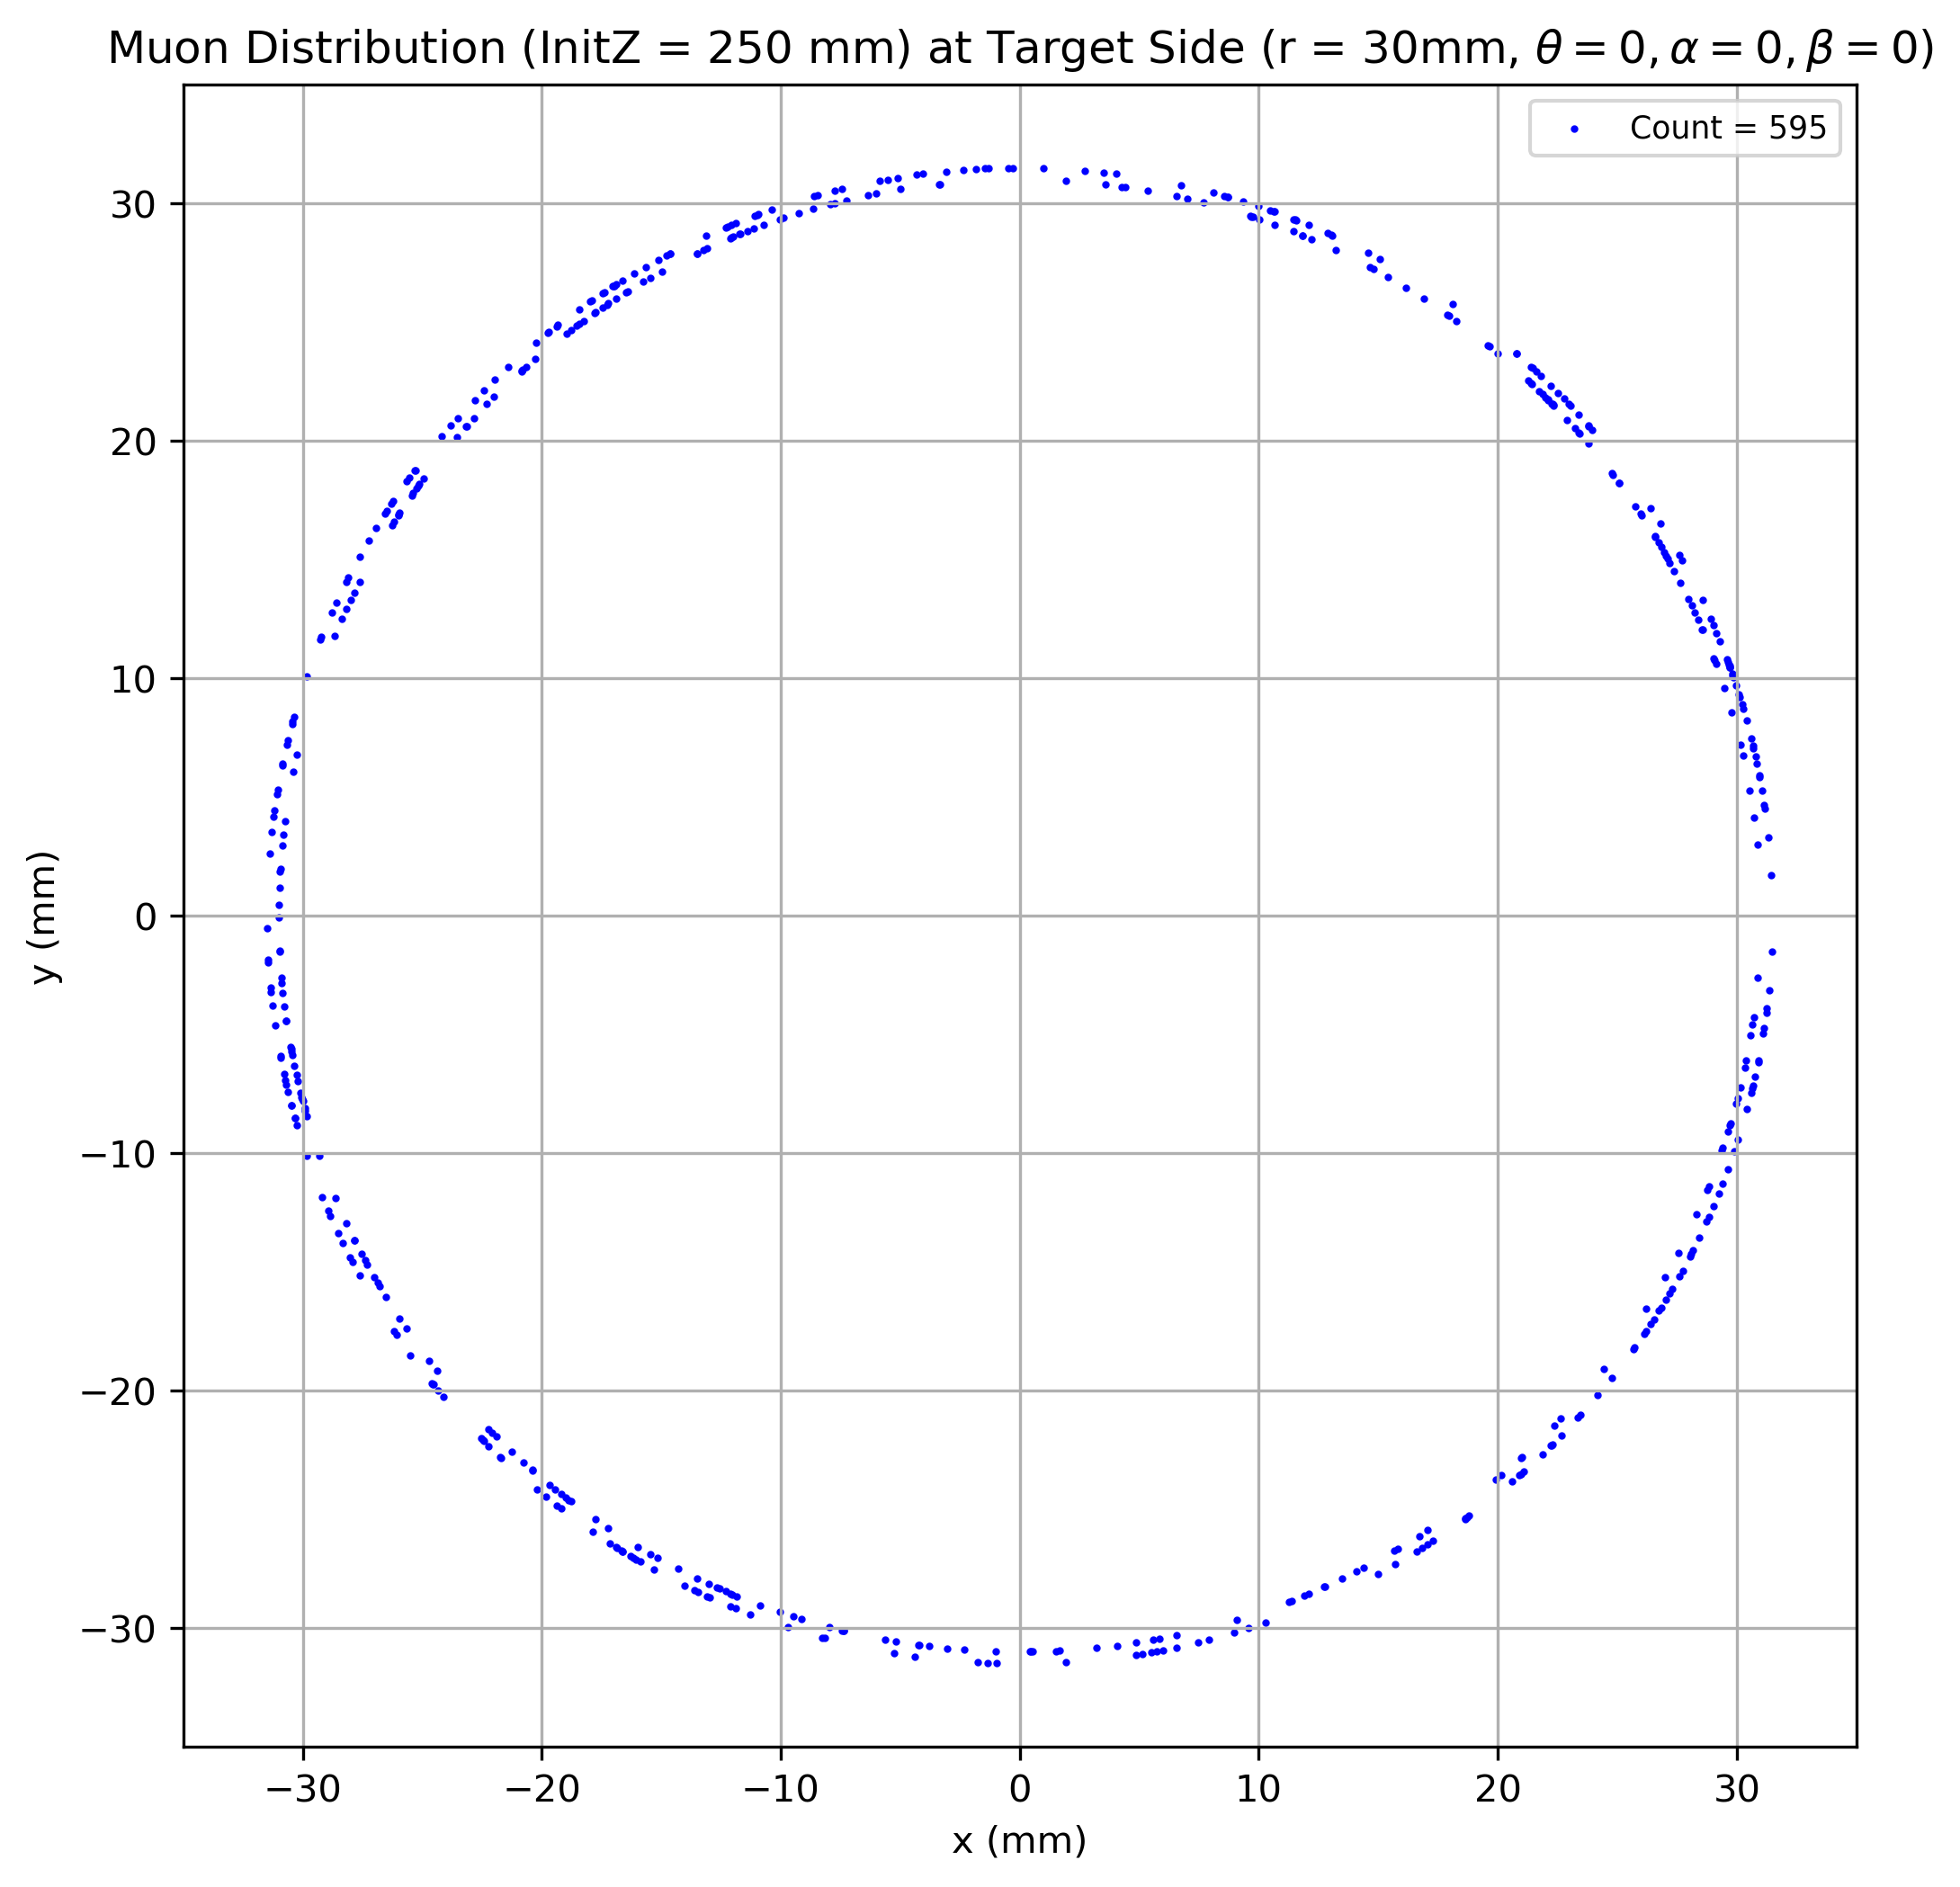 Muon Distribution (InitZ = 250 mm) at Target Side (r = 30mm, θ = 0, α = 0, β = 0)
Count = 595
30
20
10
0
−10
−20
−30
y (mm)
−30 −20 −10 0 10 20 30
x (mm)